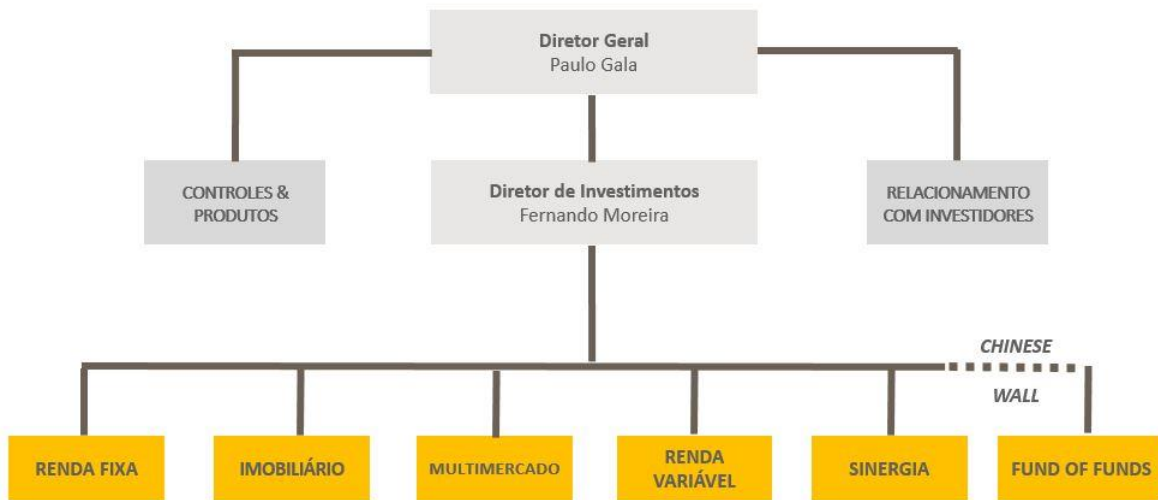 Diretor Geral
Paulo Gala
CONTROLES &
PRODUTOS
Diretor de Investimentos
Fernando Moreira
RELACIONAMENTO
COM INVESTIDORES
CHINESE
WALL
RENDA FIXA
IMOBILIÁRIO
MULTIMERCADO
RENDA
VARIÁVEL
SINERGIA
FUND OF FUNDS